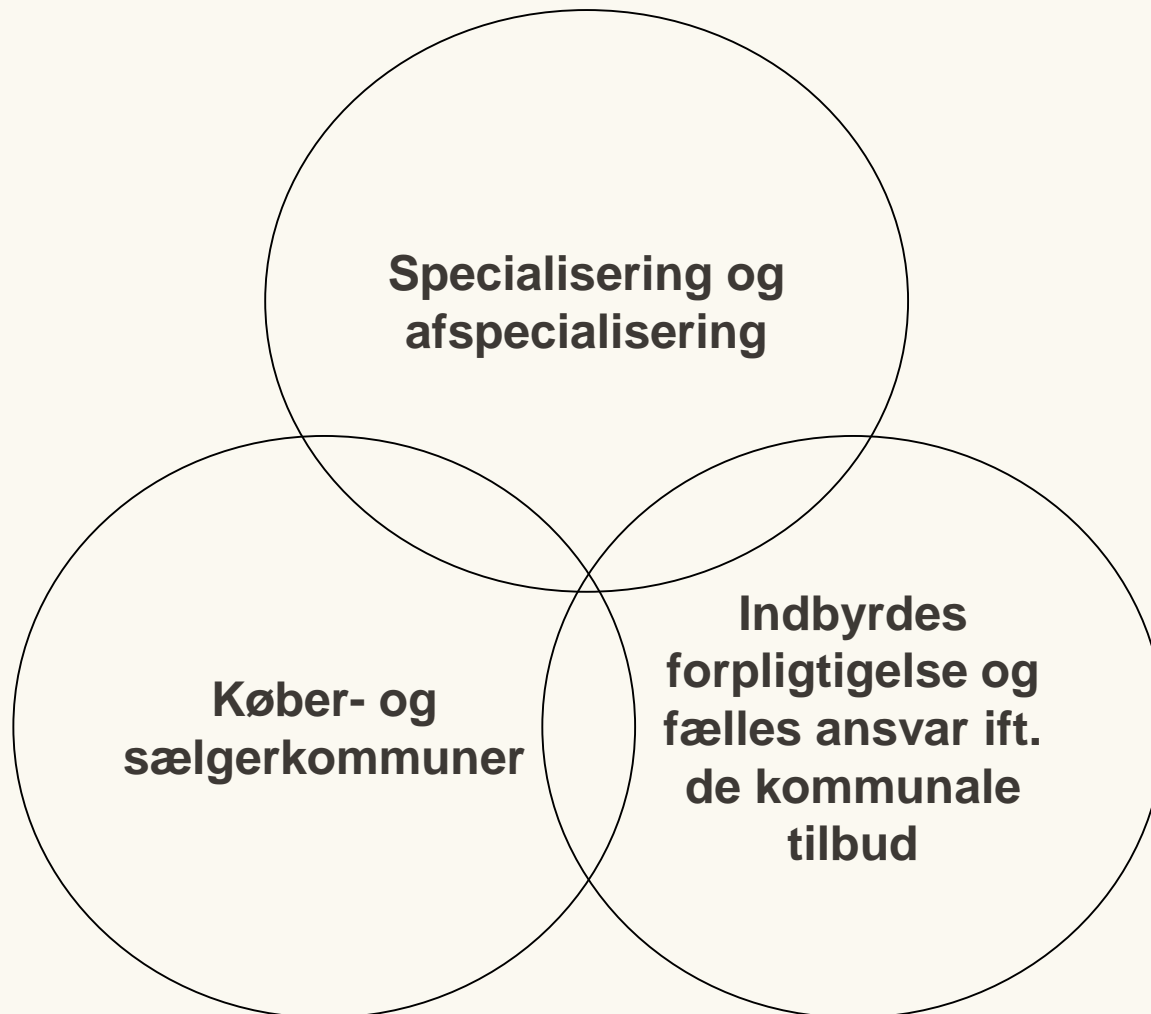 Specialisering og
afspecialisering
Køber- og
sælgerkommuner
Indbyrdes
forpligtigelse og
fælles ansvar ift.
de kommunale
tilbud